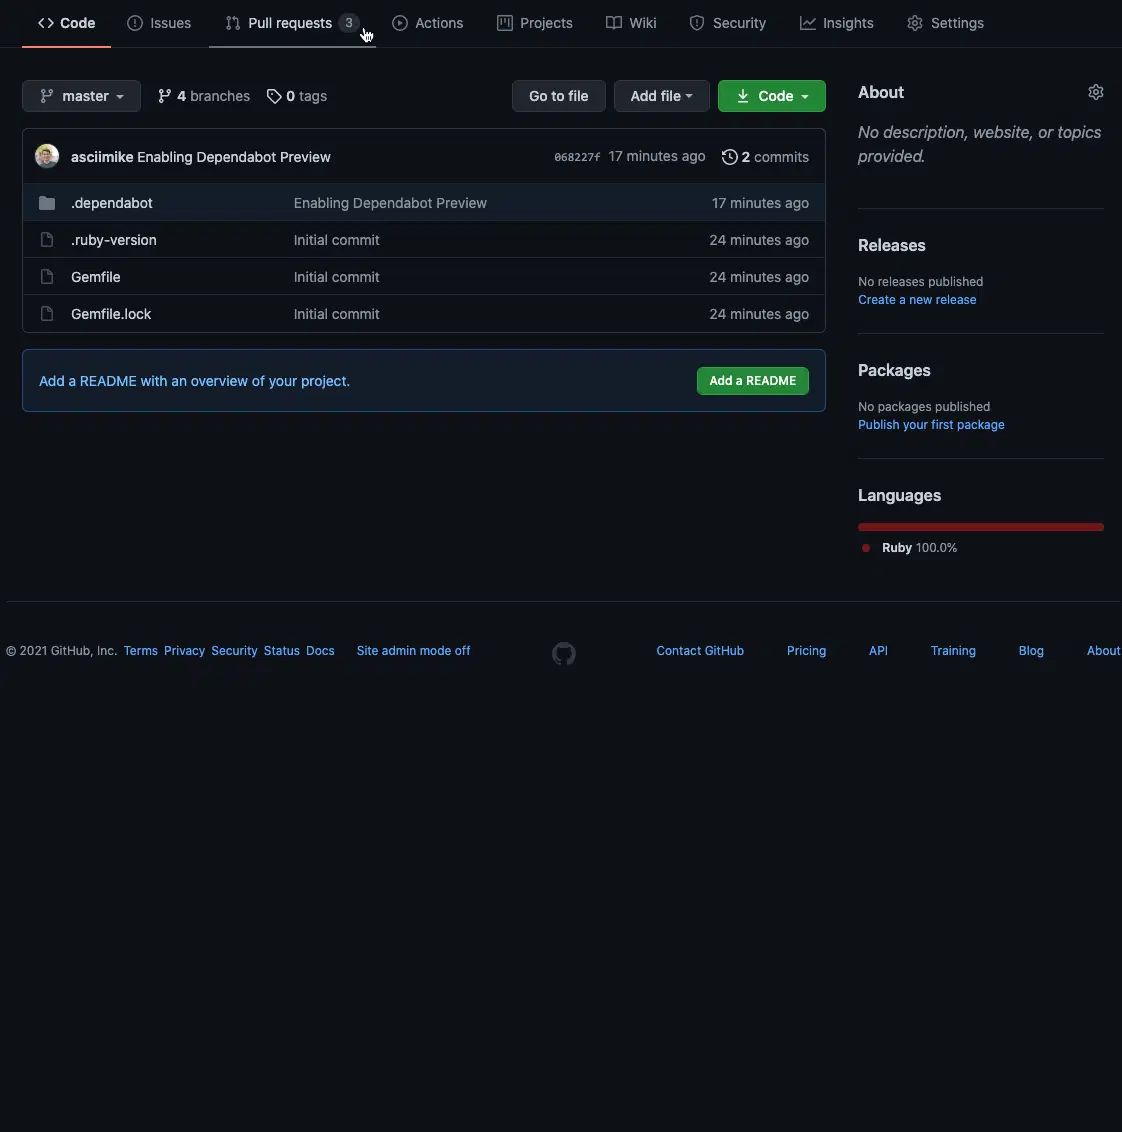 Code Issues Pull requests 3 Actions Projects Wiki Security Insights Settings
master 4 branches 0 tags Go to file Add file Code
asciimike Enabling Dependabot Preview 068227f 17 minutes ago 2 commits
.dependabot Enabling Dependabot Preview 17 minutes ago
.ruby-version Initial commit 24 minutes ago
Gemfile Initial commit 24 minutes ago
Gemfile.lock Initial commit 24 minutes ago
Add a README with an overview of your project. Add a README
About
No description, website, or topics
provided.
Releases
No releases published
Create a new release
Packages
No packages published
Publish your first package
Languages
Ruby 100.0%
© 2021 GitHub, Inc. Terms Privacy Security Status Docs Site admin mode off Contact GitHub Pricing API Training Blog About